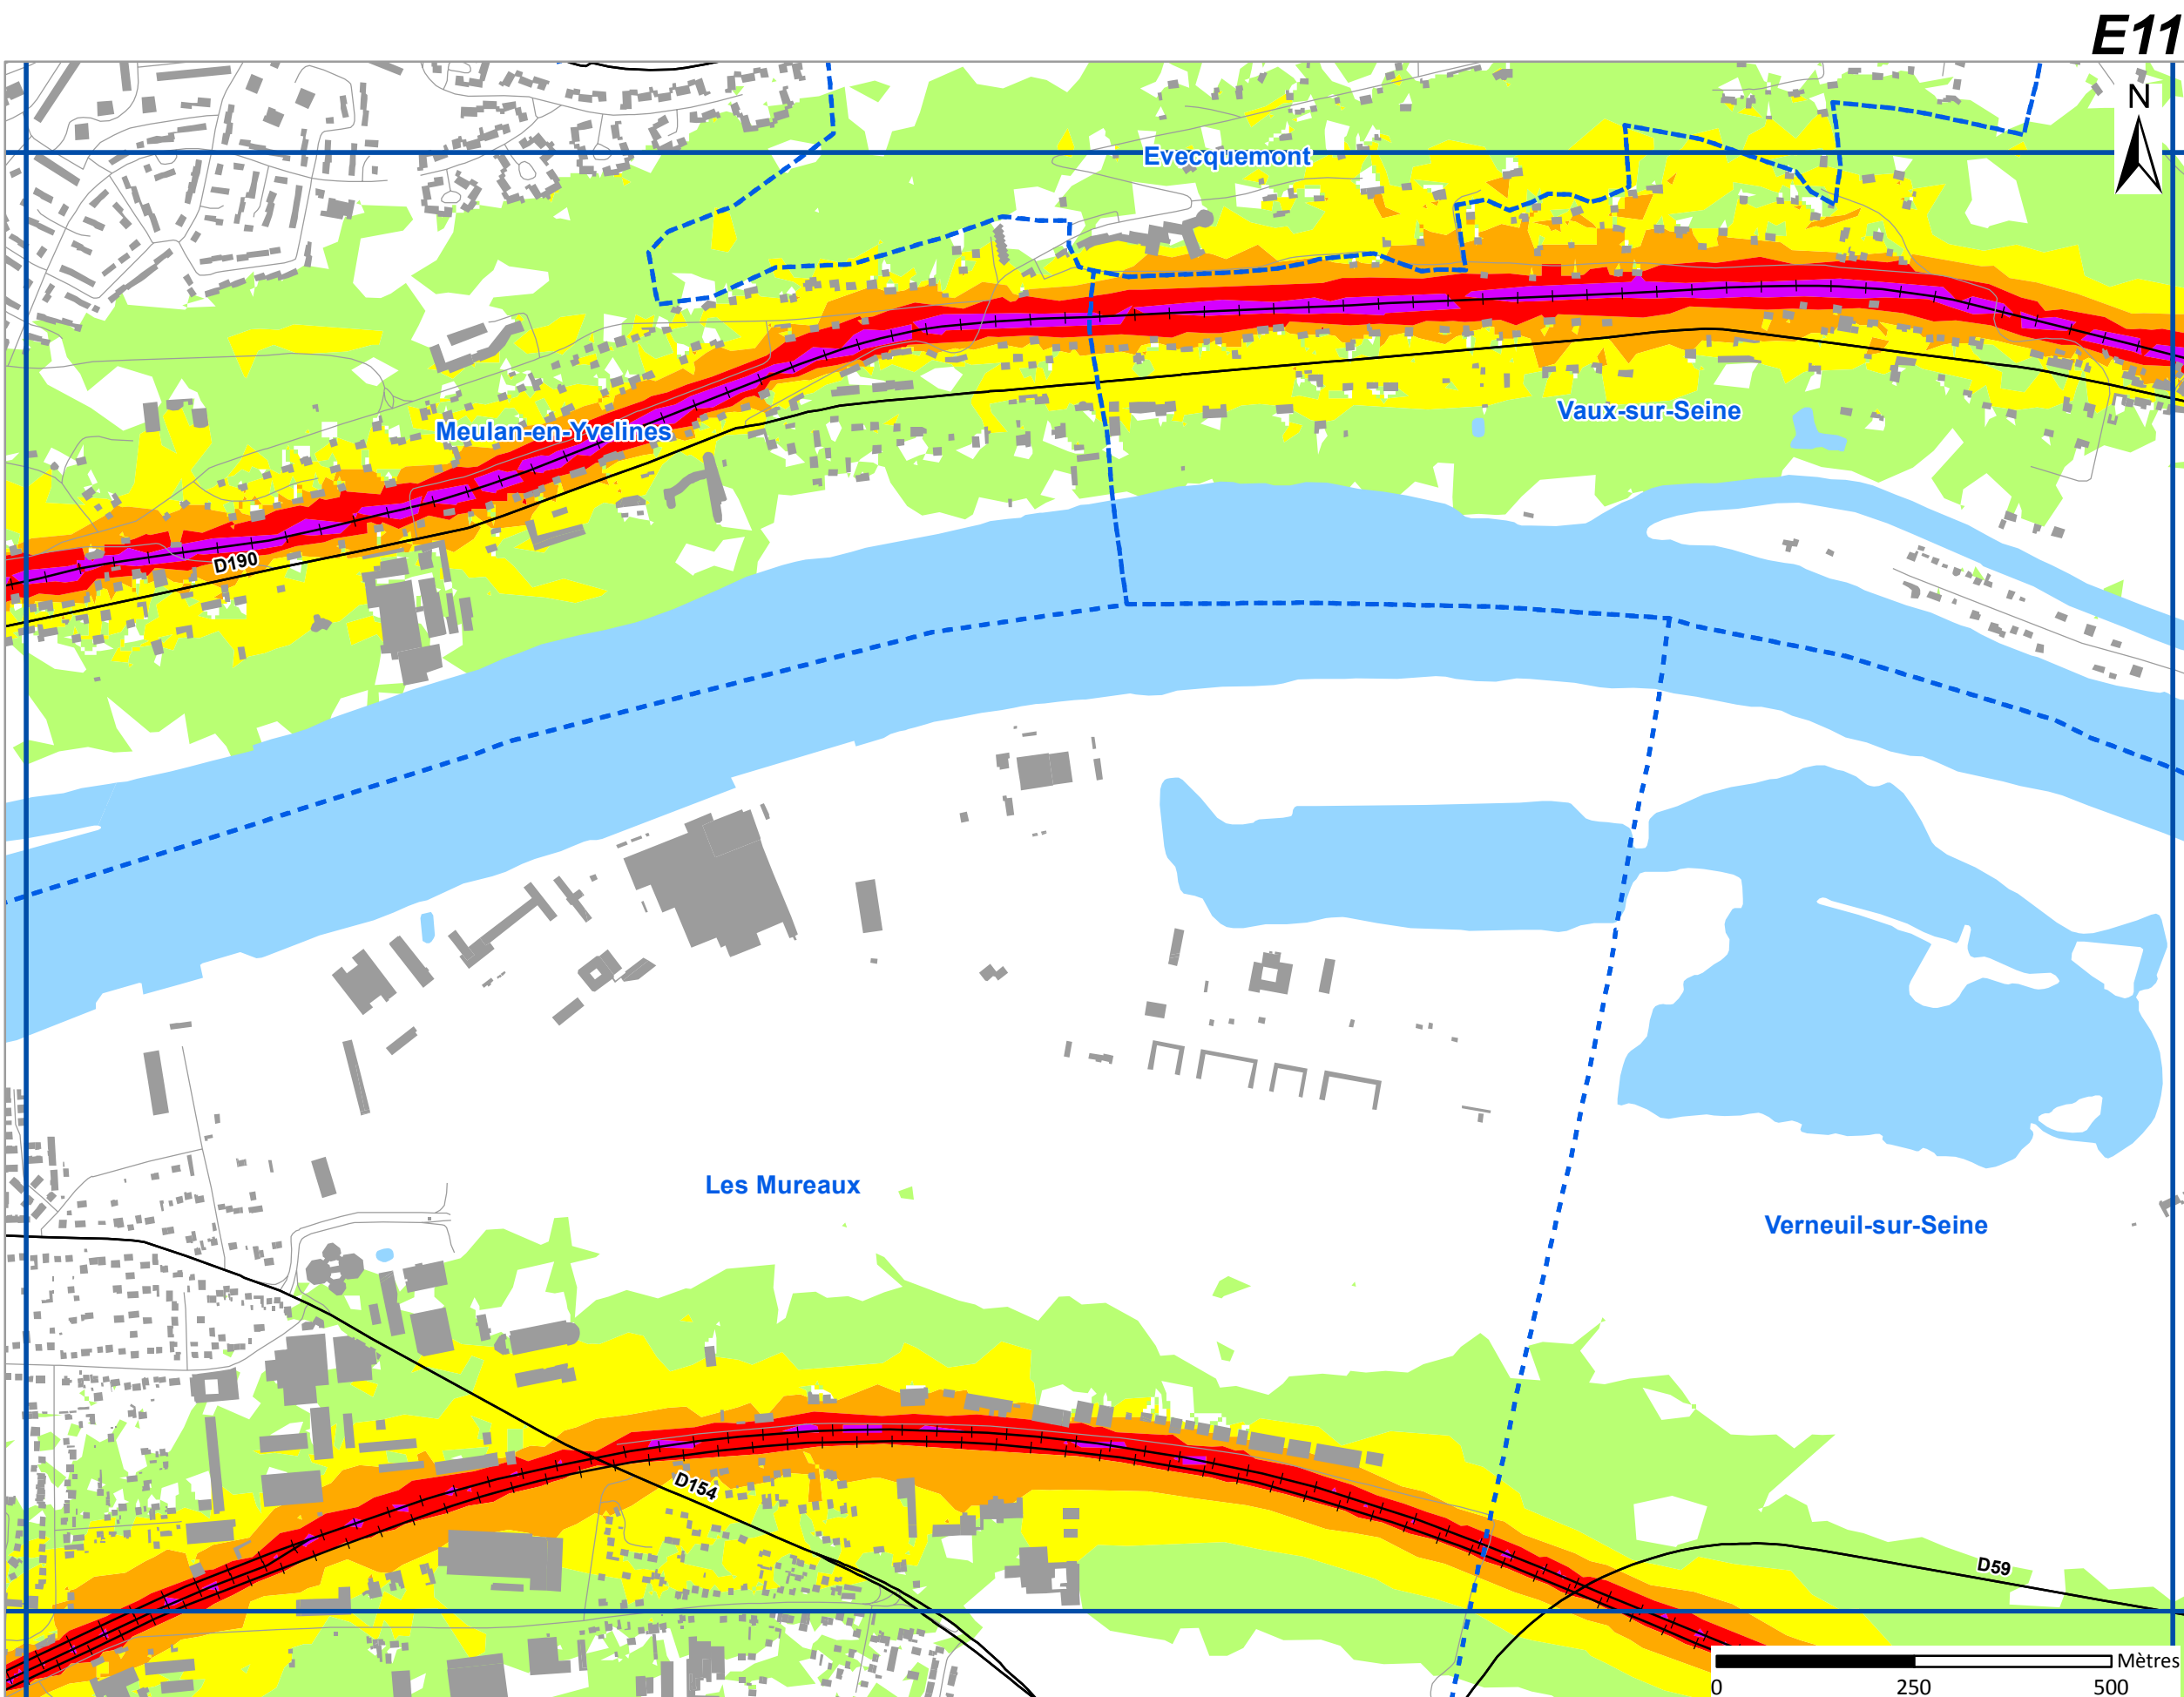 E11
N
Evecquemont
Vaux-sur-Seine
Meulan-en-Yvelines
D190
Les Mureaux
Verneuil-sur-Seine
D154
D59
Mètres
0 250 500